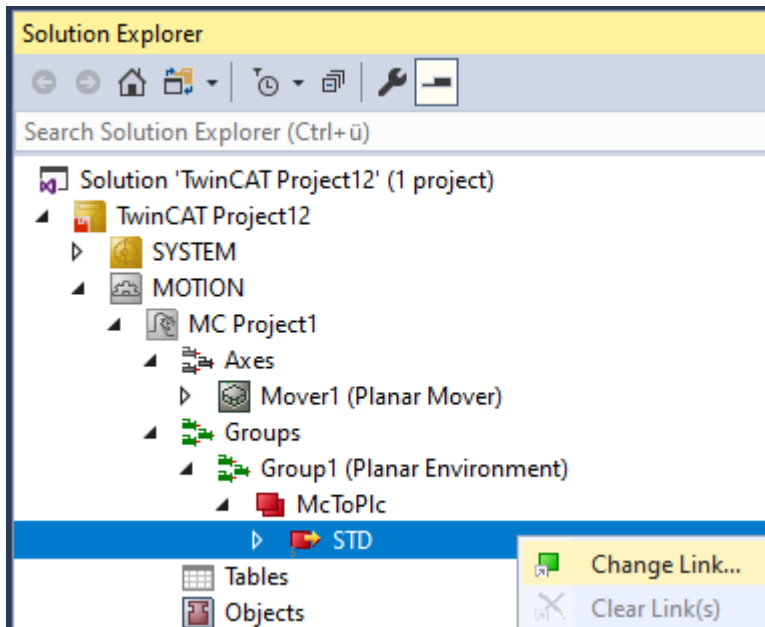 Solution Explorer
Search Solution Explorer (Ctrl+ü)
Solution 'TwinCAT Project12' (1 project)
TwinCAT Project12
SYSTEM
MOTION
MC Project1
Axes
Mover1 (Planar Mover)
Groups
Group1 (Planar Environment)
McToPlc
STD
Change Link...
Tables
Clear Link(s)
Objects